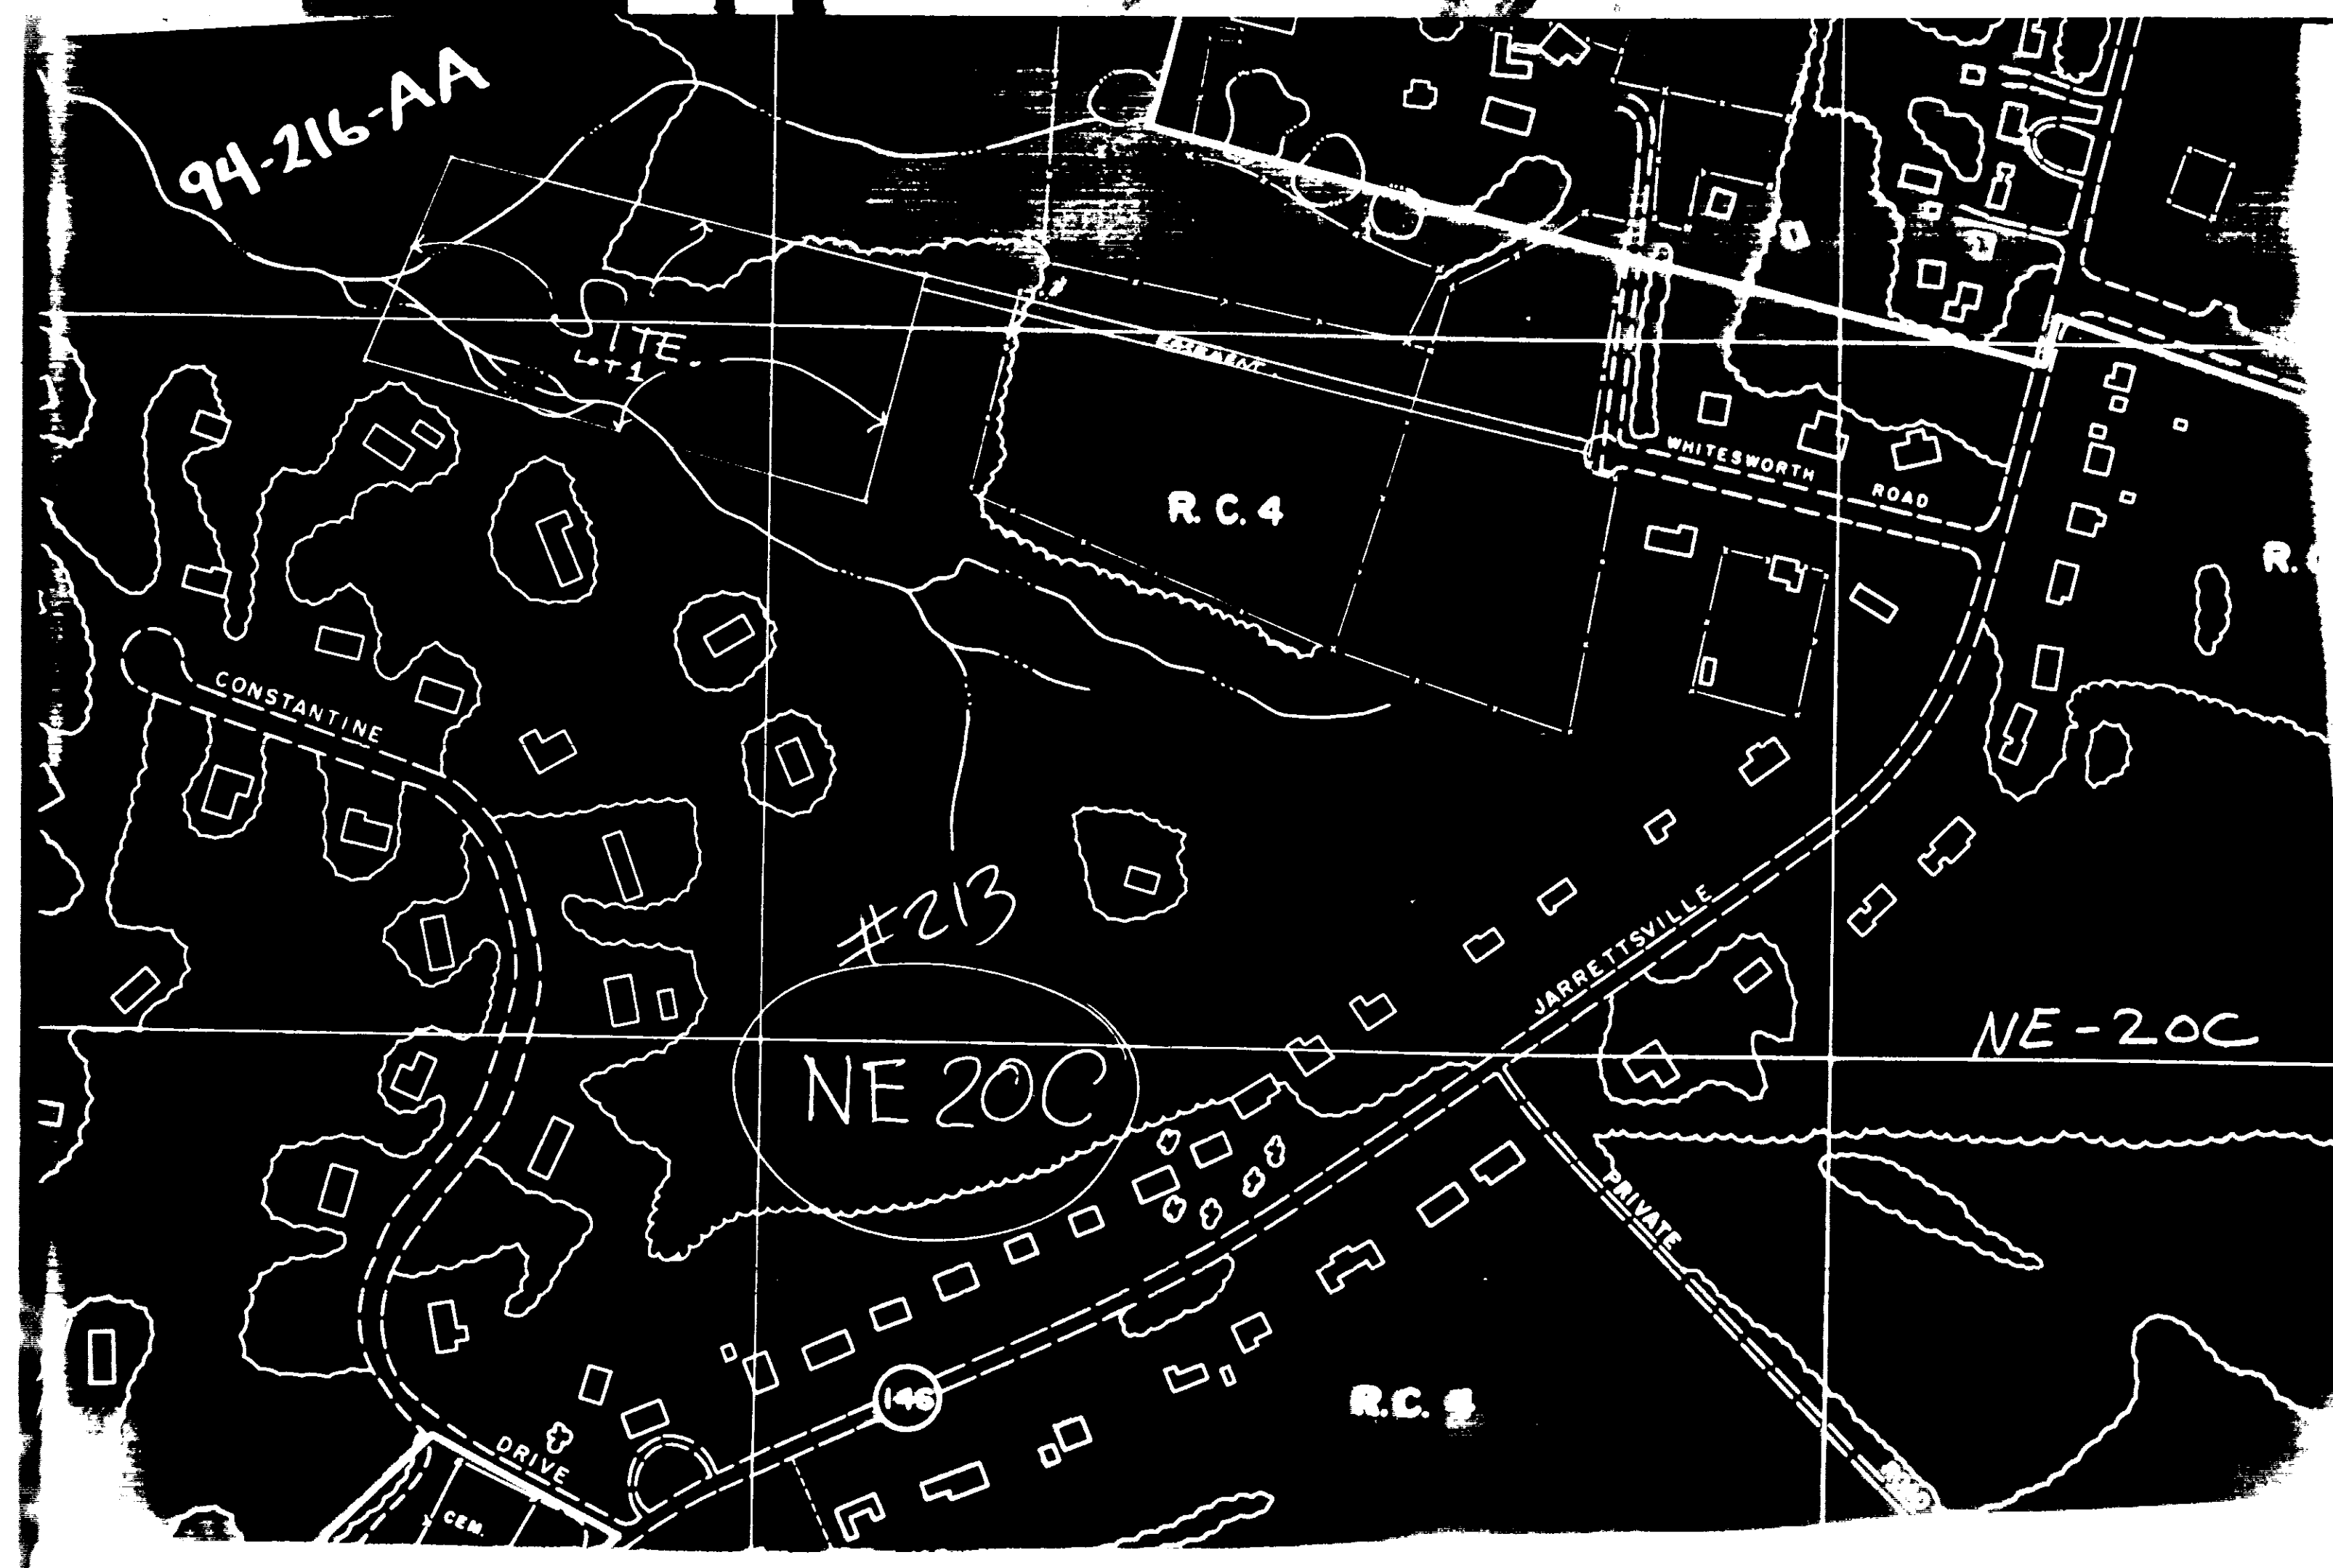 94-216-AA
SITE.
LOT 1
EASEMENT
WHITESWORTH ROAD
R. C. 4
R.
CONSTANTINE
#213
JARRETTSVILLE
NE-20C
NE 20C
PRIVATE
146
R.C.
DRIVE
CEM.